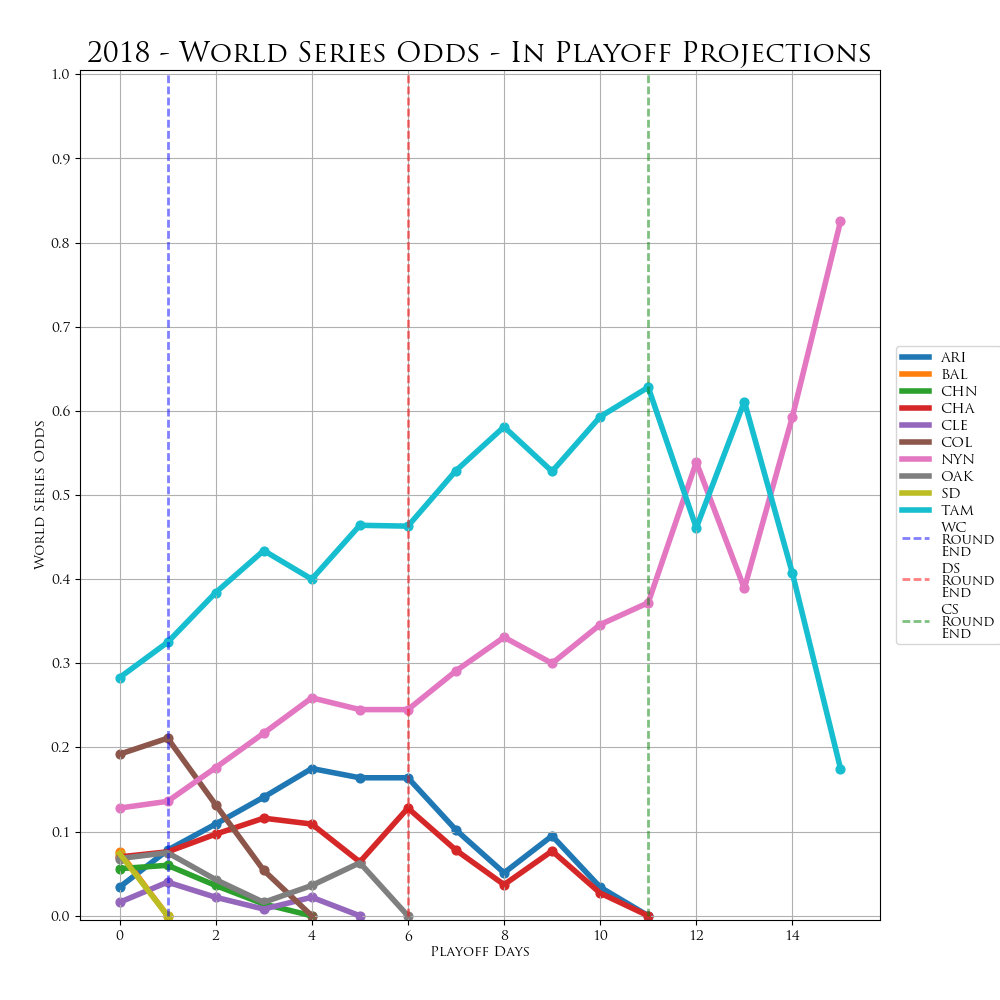 2018 - World Series Odds - In Playoff Projections
1.0
0.9
0.8
0.7
0.6
0.5
0.4
0.3
0.2
0.1
0.0
World Series Odds
0 2 4 6 8 10 12 14
Playoff Days
ARI
BAL
CHN
CHA
CLE
COL
NYN
OAK
SD
TAM
WC
Round
End
DS
Round
End
CS
Round
End